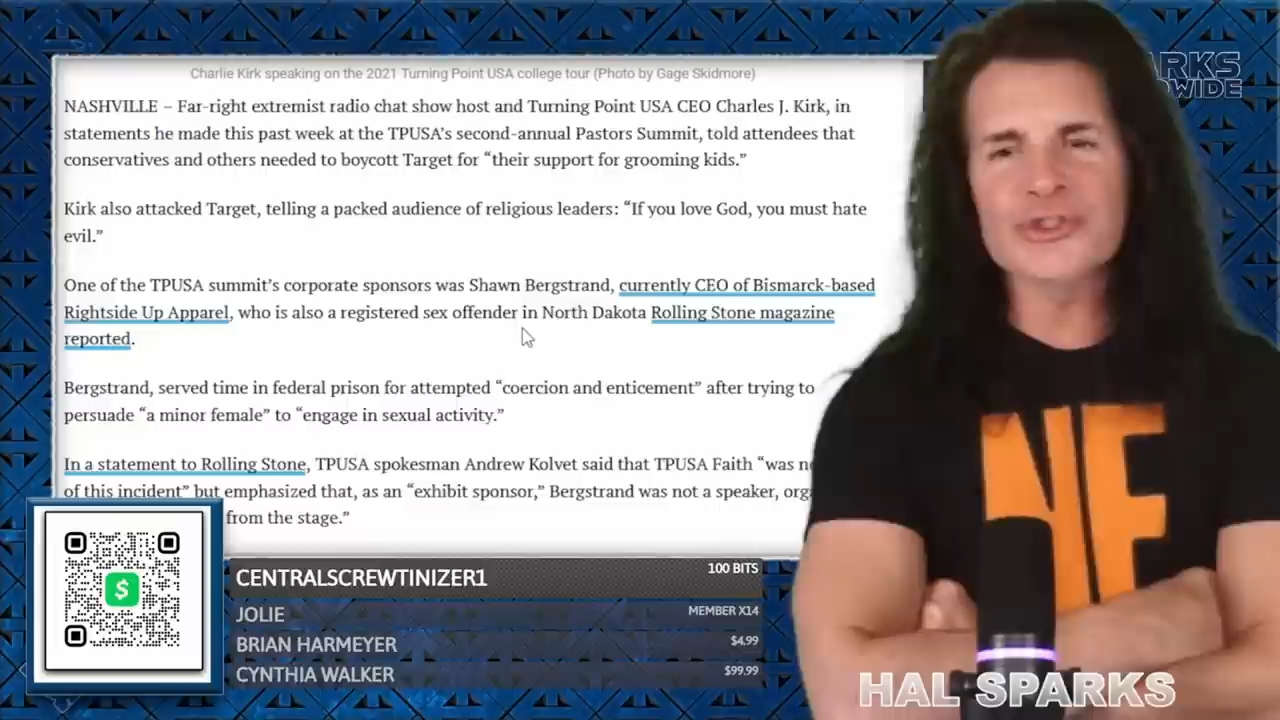 Charlie Kirk speaking on the 2021 Turning Point USA college tour (Photo by Gage Skidmore)
NASHVILLE – Far-right extremist radio chat show host and Turning Point USA CEO Charles J. Kirk, in
statements he made this past week at the TPUSA's second-annual Pastors Summit, told attendees that
conservatives and others needed to boycott Target for “their support for grooming kids.”
Kirk also attacked Target, telling a packed audience of religious leaders: “If you love God, you must hate
evil.”
One of the TPUSA summit's corporate sponsors was Shawn Bergstrand, currently CEO of Bismarck-based
Rightside Up Apparel, who is also a registered sex offender in North Dakota Rolling Stone magazine
reported.
Bergstrand, served time in federal prison for attempted “coercion and enticement” after trying to
persuade “a minor female” to “engage in sexual activity.”
In a statement to Rolling Stone, TPUSA spokesman Andrew Kolvet said that TPUSA Faith “was
of this incident” but emphasized that, as an “exhibit sponsor,” Bergstrand was not a speaker,
from the stage.”
CENTRALSCREWTINIZER1 100 BITS
JOLIE MEMBER X14
BRIAN HARMEYER $4.99
CYNTHIA WALKER $99.99
$
NF
HAL SPARKS